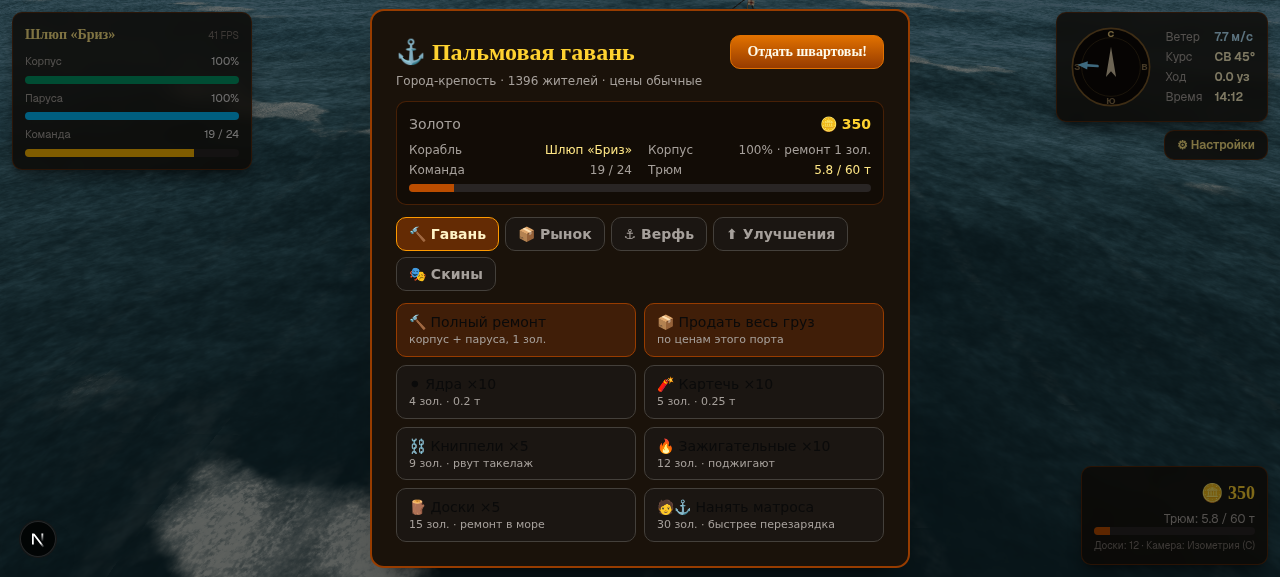 Шлюп «Бриз» 41 FPS
Корпус 100%
Паруса 100%
Команда 19 / 24
⚓ Пальмовая гавань
Отдать швартовы!
Город-крепость · 1396 жителей · цены обычные
Золото 🪙 350
Корабль Шлюп «Бриз» Корпус 100% · ремонт 1 зол.
Команда 19 / 24 Трюм 5.8 / 60 т
🔨 Гавань 📦 Рынок ⚓ Верфь ⬆ Улучшения
🎭 Скины
🔨 Полный ремонт
корпус + паруса, 1 зол.
📦 Продать весь груз
по ценам этого порта
Ядра ×10
4 зол. · 0.2 т
🧨 Картечь ×10
5 зол. · 0.25 т
⛓ Книппели ×5
9 зол. · рвут такелаж
🔥 Зажигательные ×10
12 зол. · поджигают
🪵 Доски ×5
15 зол. · ремонт в море
🧑⚓ Нанять матроса
30 зол. · быстрее перезарядка
С
З В
Ю
Ветер 7.7 м/с
Курс СВ 45°
Ход 0.0 уз
Время 14:12
⚙ Настройки
🪙 350
Трюм: 5.8 / 60 т
Доски: 12 · Камера: Изометрия (C)
N